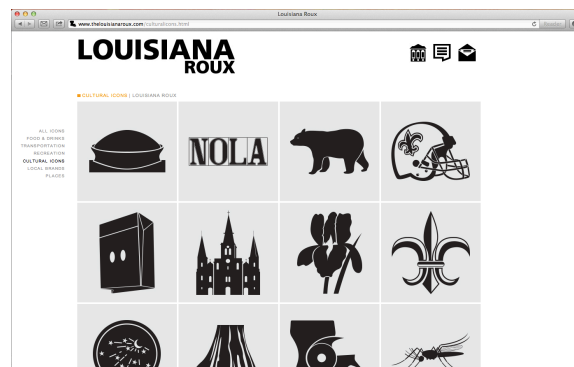 Louisiana Roux
www.thelouisianaroux.com/culturalicons.html
Reader
LOUISIANA
ROUX
CULTURAL ICONS | LOUISIANA ROUX
ALL ICONS
FOOD & DRINKS
TRANSPORTATION
RECREATION
CULTURAL ICONS
LOCAL BRANDS
PLACES
NOLA